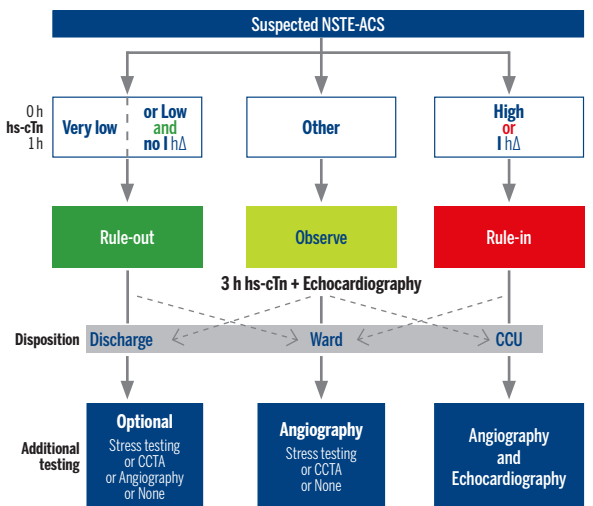 Suspected NSTE-ACS
0 h
hs-cTn
1 h
Very low
or Low
and
no I hΔ
Other
High
or
I hΔ
Rule-out
Observe
Rule-in
3 h hs-cTn + Echocardiography
Disposition
Discharge
Ward
CCU
Additional
testing
Optional
Stress testing
or CCTA
or Angiography
or None
Angiography
Stress testing
or CCTA
or None
Angiography
and
Echocardiography